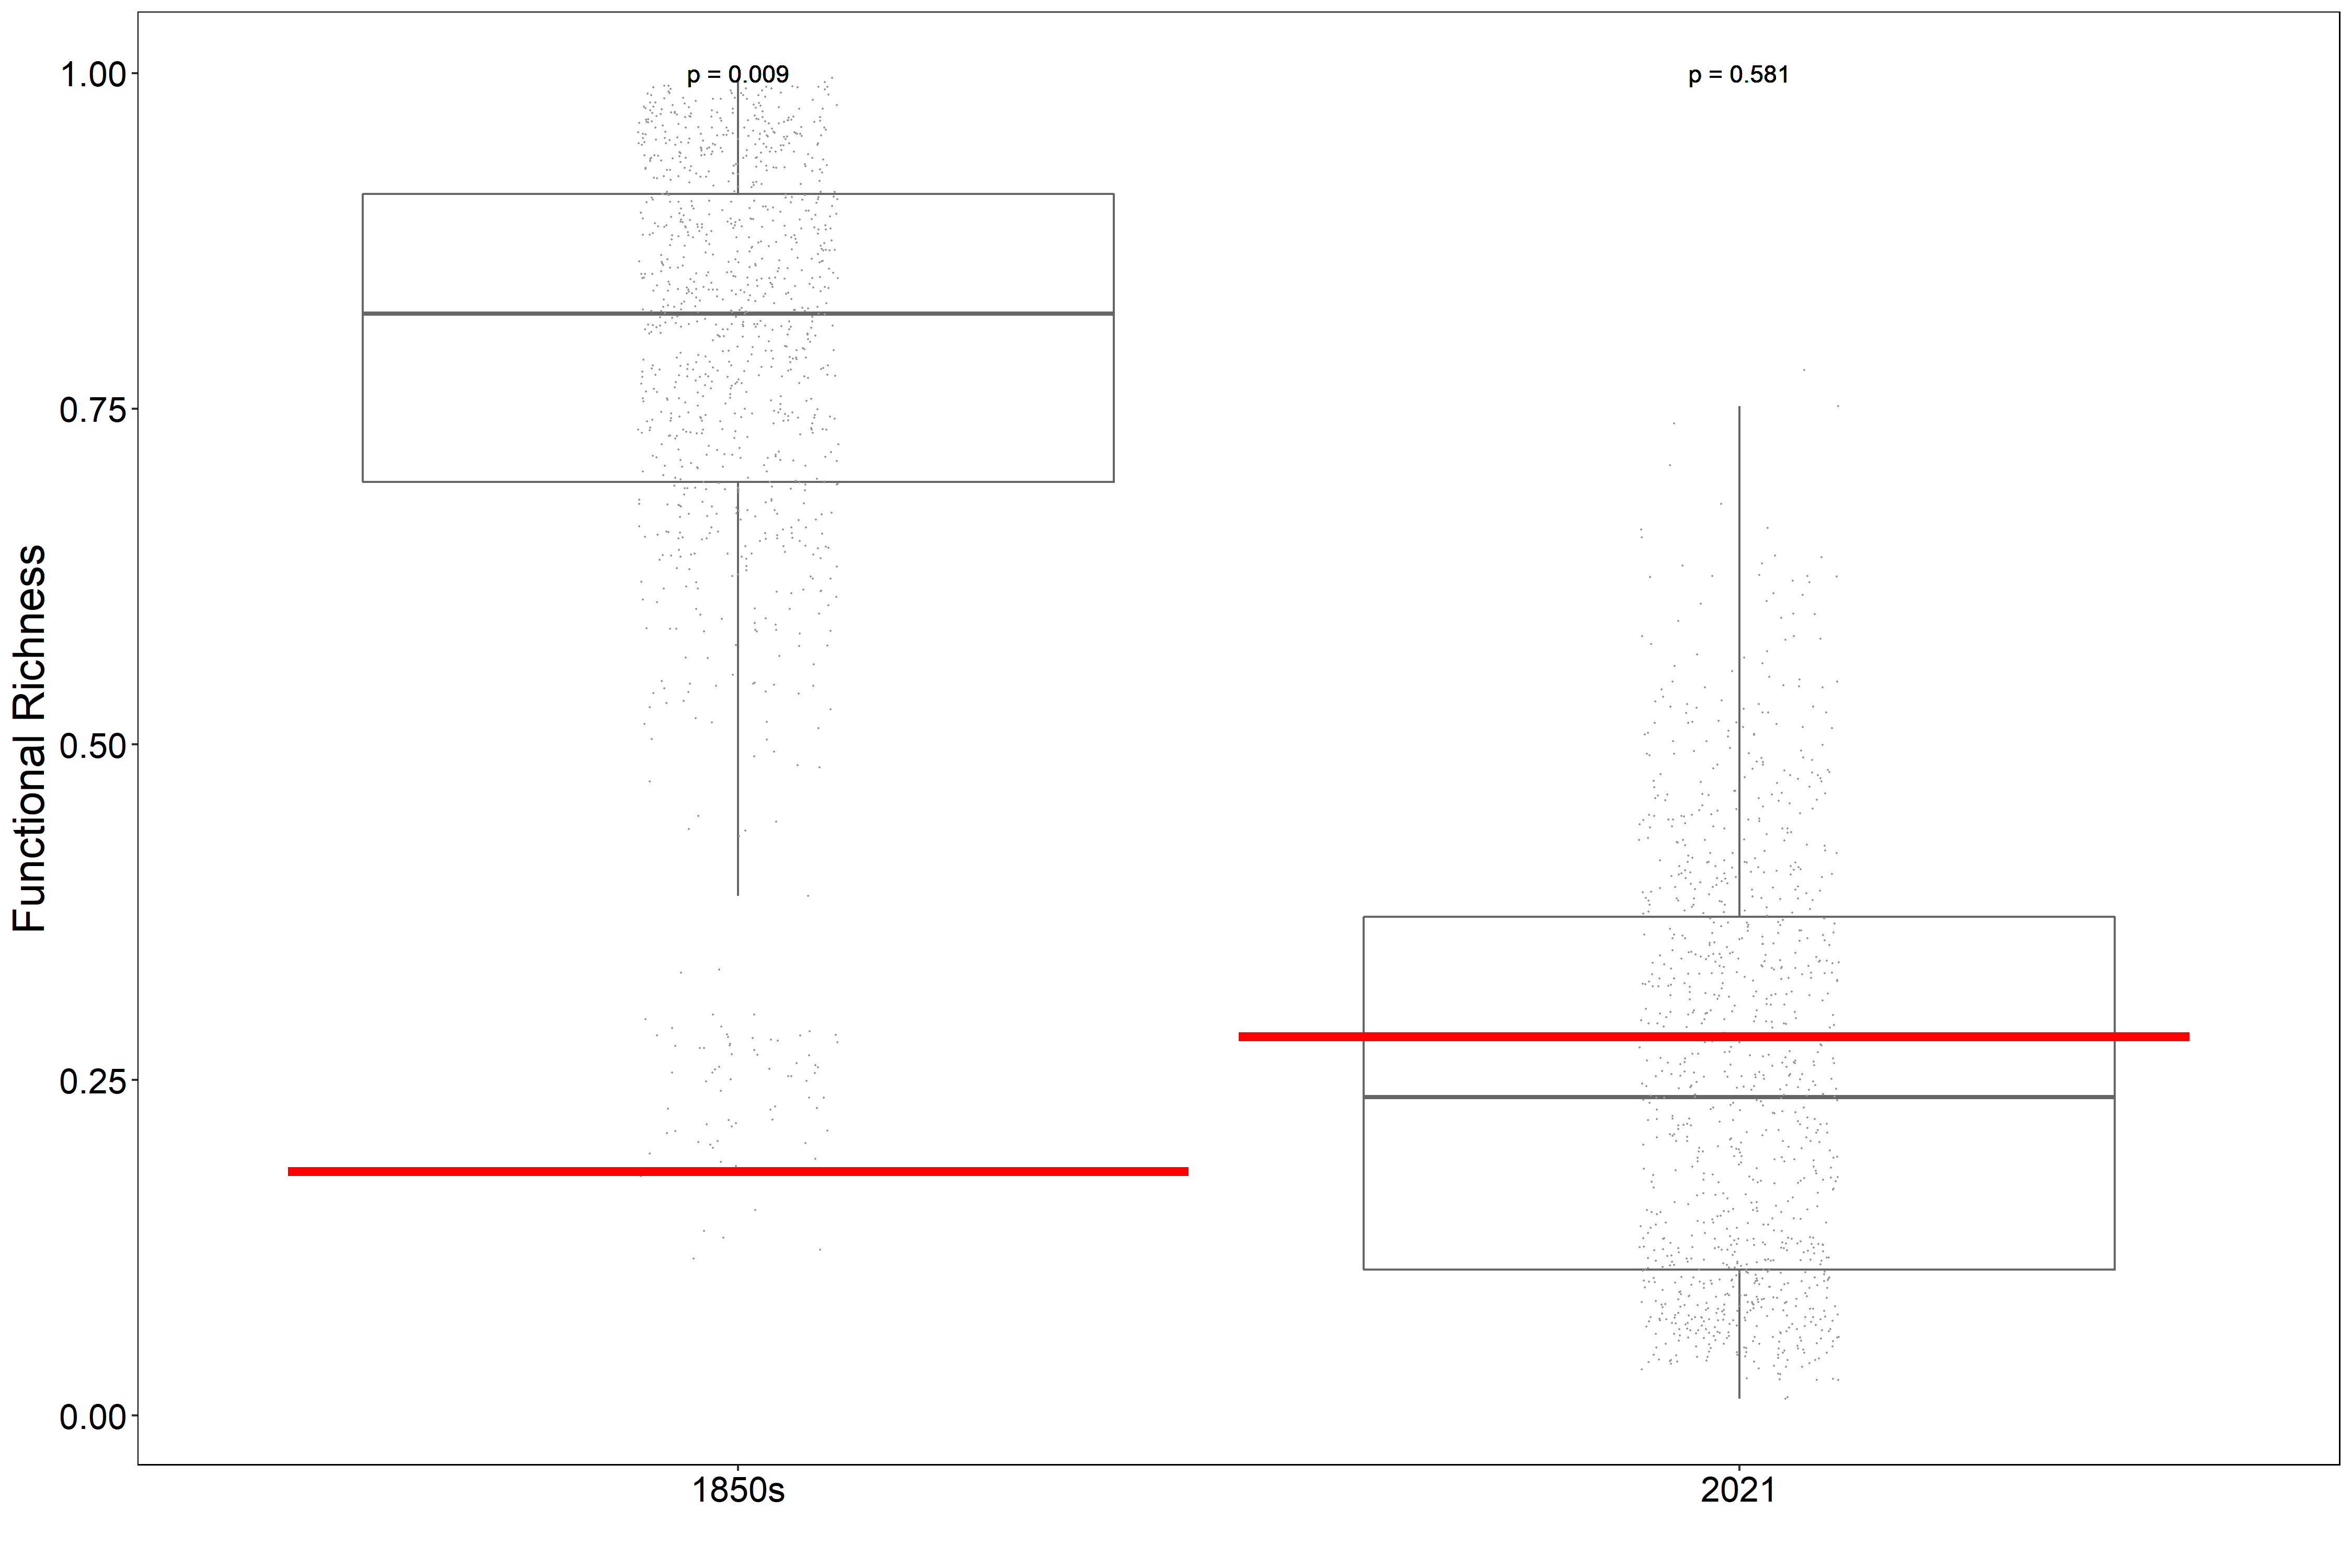 p = 0.009
p = 0.581
1.00
0.75
0.50
0.25
0.00
Functional Richness
1850s
2021